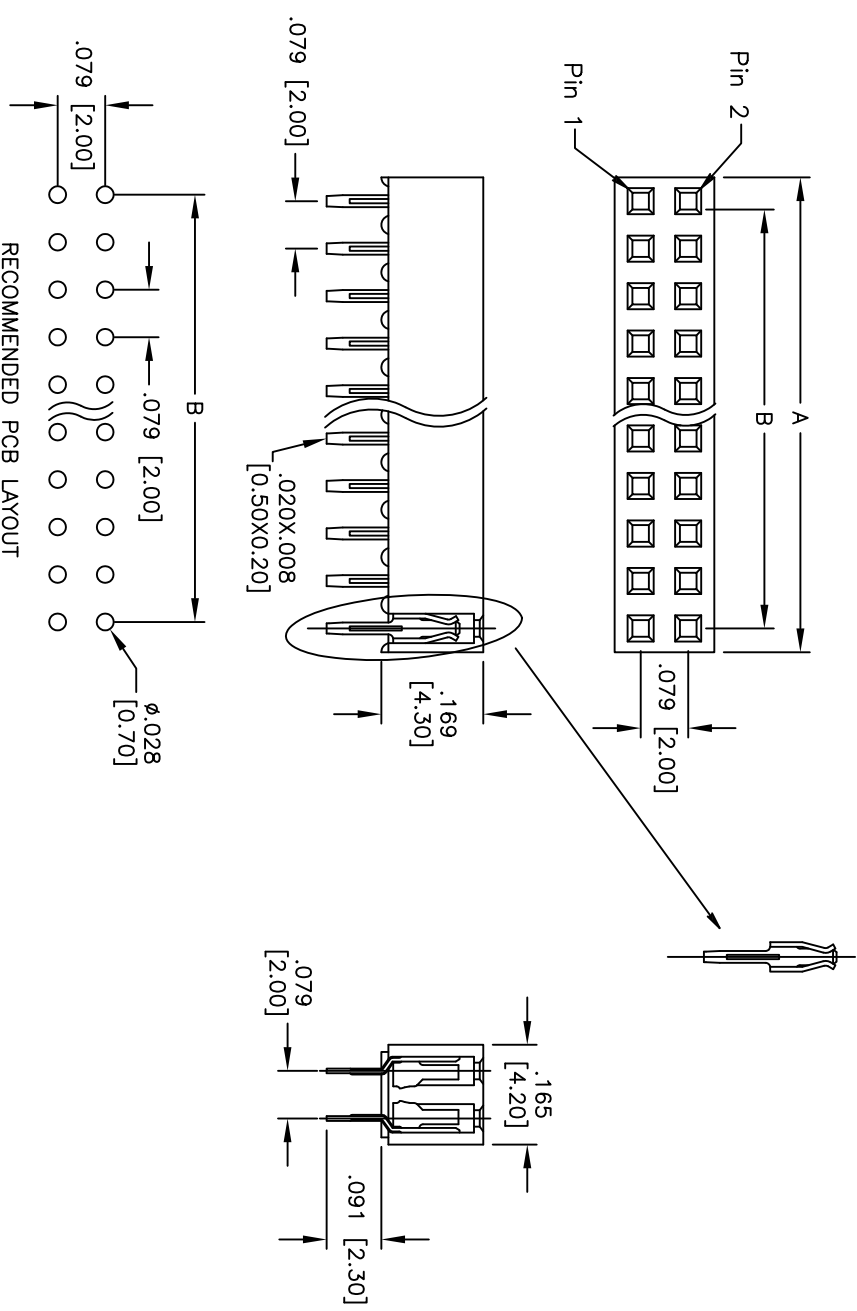 Pin 2
Pin 1
A
B
.079 [2.00]
.079
[2.00]
.169
[4.30]
.020X.008
[0.50X0.20]
.165
[4.20]
.079
[2.00]
.091 [2.30]
.079
[2.00]
B
.079 [2.00]
ø.028
[0.70]
RECOMMENDED PCB LAYOUT